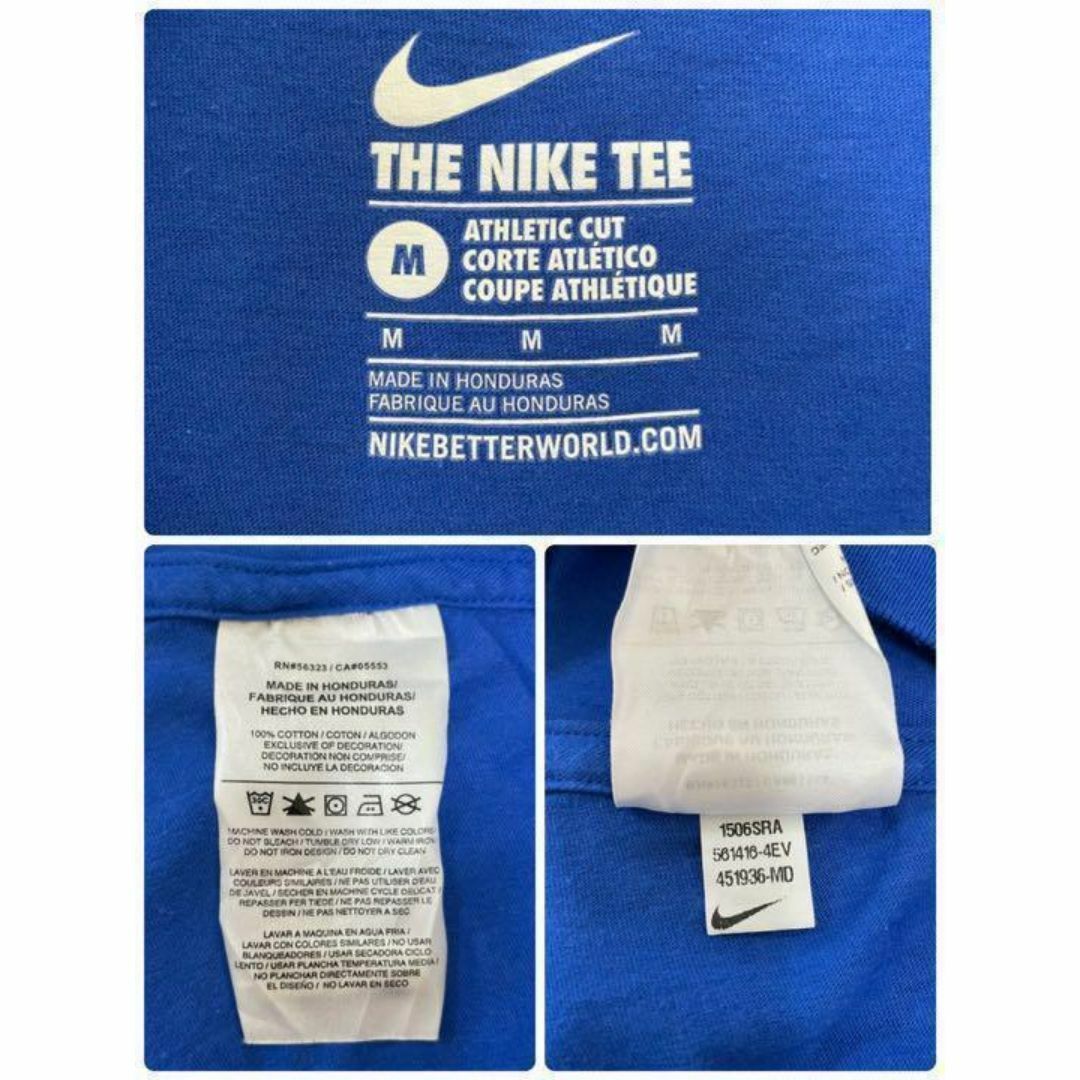 THE NIKE TEE
M
ATHLETIC CUT
CORTE ATLÉTICO
COUPE ATHLÉTIQUE
M M M
MADE IN HONDURAS
FABRIQUE AU HONDURAS
NIKEBETTERWORLD.COM
RN#56323 / CA#05553
MADE IN HONDURAS/
FABRIQUE AU HONDURAS/
HECHO EN HONDURAS
100% COTTON / COTON / ALGODON
EXCLUSIVE OF DECORATION/
DECORATION NON COMPRISE/
NO INCLUYE LA DECORACION
30C
MACHINE WASH COLD / WASH WITH LIKE COLORS/
DO NOT BLEACH / TUMBLE DRY LOW / WARM IRON
DO NOT IRON DESIGN / DO NOT DRY CLEAN
LAVER EN MACHINE A L'EAU FROIDE / LAVER AVEC
COULEURS SIMILAIRES / NE PAS UTILISER D'EAU
DE JAVEL / SECHER EN MACHINE CYCLE DELICAT /
REPASSER FER TIEDE / NE PAS REPASSER LE
DESSIN / NE PAS NETTOYER A SEC
LAVAR A MAQUINA EN AGUA FRIA /
LAVAR CON COLORES SIMILARES / NO USAR
BLANQUEADORES / USAR SECADORA CICLO
LENTO / USAR PLANCHA TEMPERATURA MEDIA /
NO PLANCHAR DIRECTAMENTE SOBRE
EL DISEÑO / NO LAVAR EN SECO
1506SRA
561416-4EV
451936-MD